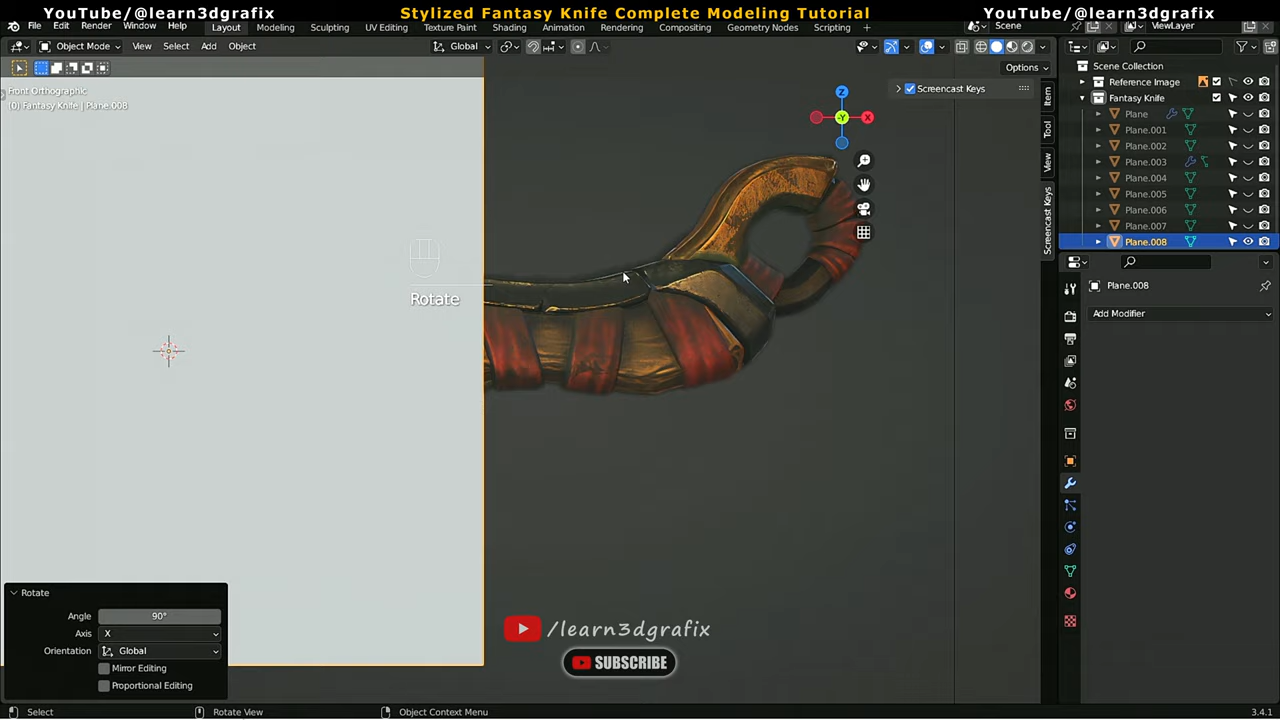 YouTube/@learn3dgrafix
Stylized Fantasy Knife Complete Modeling Tutorial
YouTube/@learn3dgrafix
File Edit Render Window Help
Layout Modeling Sculpting UV Editing Texture Paint Shading Animation Rendering Compositing Geometry Nodes Scripting +
Scene
ViewLayer
Object Mode View Select Add Object
Global
Options
Front Orthographic
(0) Fantasy Knife | Plane.008
Screencast Keys
Z
-Y
X
Item
Tool
View
Screencast Keys
Rotate
Scene Collection
Reference Image
Fantasy Knife
Plane
Plane.001
Plane.002
Plane.003
Plane.004
Plane.005
Plane.006
Plane.007
Plane.008
Plane.008
Add Modifier
Rotate
Angle 90°
Axis X
Orientation Global
Mirror Editing
Proportional Editing
/learn3dgrafix
SUBSCRIBE
Select
Rotate View
Object Context Menu
3.4.1